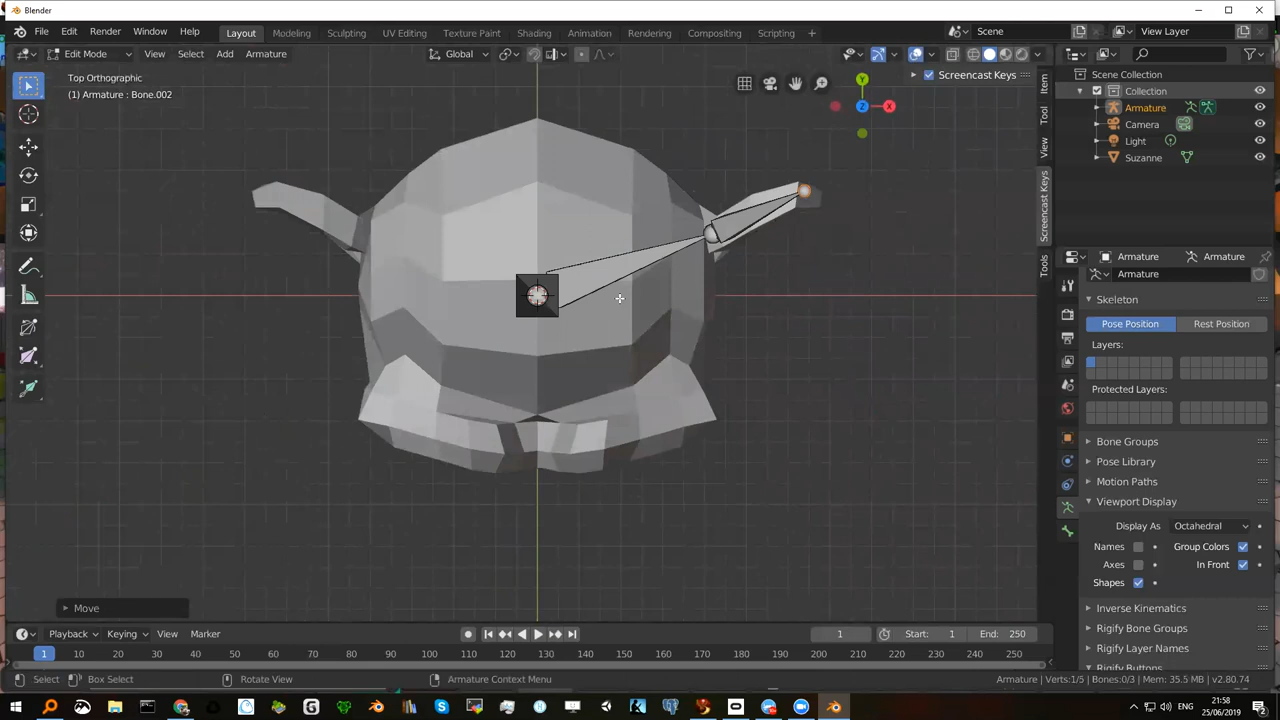 Blender
File Edit Render Window Help Layout Modeling Sculpting UV Editing Texture Paint Shading Animation Rendering Compositing Scripting + Scene View Layer
Edit Mode View Select Add Armature Global
Top Orthographic
(1) Armature : Bone.002
Screencast Keys
Y
X
Z
Item
Tool
View
Screencast Keys
Tools
Scene Collection
Collection
Armature
Camera
Light
Suzanne
Armature Armature
Armature
Skeleton
Pose Position Rest Position
Layers:
Protected Layers:
Bone Groups
Pose Library
Motion Paths
Viewport Display
Display As Octahedral
Names Group Colors
Axes In Front
Shapes
Inverse Kinematics
Rigify Bone Groups
Rigify Layer Names
Rigify Buttons
Move
Playback Keying View Marker 1 Start: 1 End: 250
1 10 20 30 40 50 60 70 80 90 100 110 120 130 140 150 160 170 180 190 200 210 220 230 240 250
Select Box Select Rotate View Armature Context Menu Armature | Verts:1/5 | Bones:0/3 | Mem: 35.5 MB | v2.80.74
ENG
21:58
25/06/2019